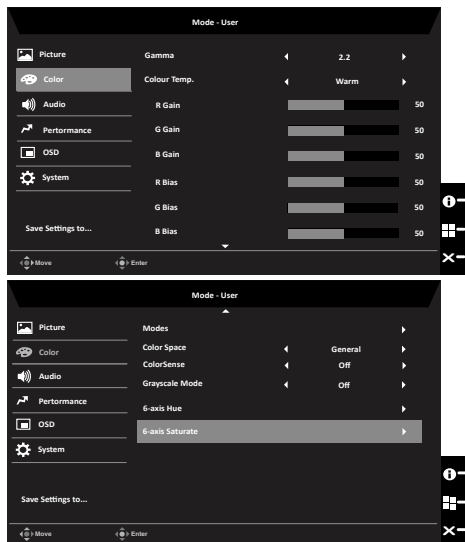 Mode - User
Picture
Gamma 2.2
Color
Colour Temp. Warm
Audio
R Gain 50
Pertormance
G Gain 50
OSD
B Gain 50
System
R Bias 50
G Bias 50
Save Settings to...
B Bias 50
Move Enter
Mode - User
Picture
Modes
Color
Color Space General
ColorSense Off
Audio
Grayscale Mode Off
Pertormance
6-axis Hue
OSD
6-axis Saturate
System
Save Settings to...
Move Enter